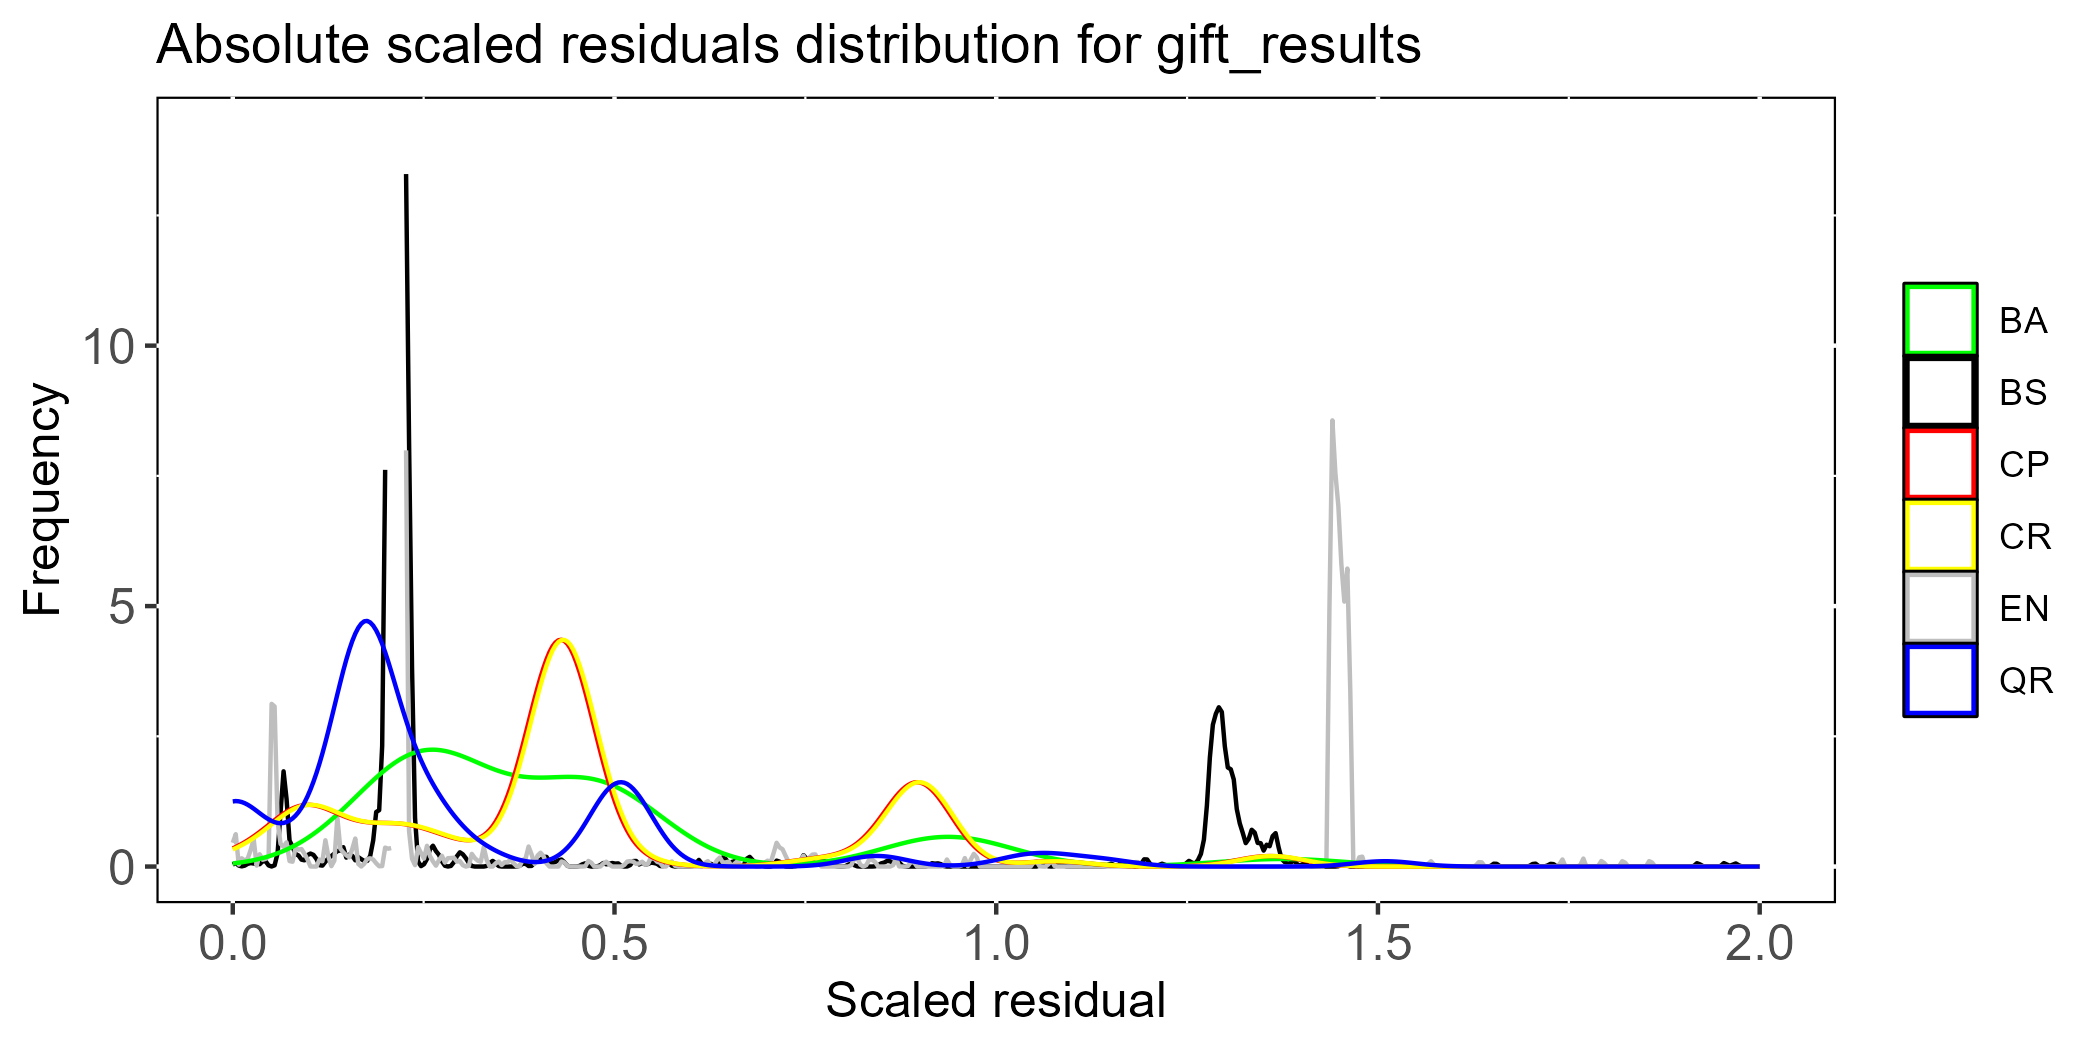 Absolute scaled residuals distribution for gift_results
Frequency
10
5
0
0.0
0.5
1.0
1.5
2.0
Scaled residual
BA
BS
CP
CR
EN
QR